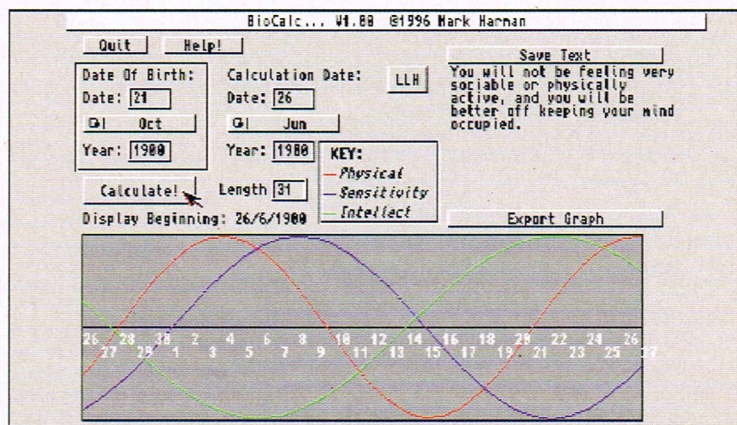 BioCalc... V1.00 ©1996 Mark Harman
Quit Help!
Save Text
Date Of Birth:
Calculation Date:
LLH
You will not be feeling very
sociable or physically
active, and you will be
better off keeping your mind
occupied.
Date: 21
Date: 26
Oct
Jun
Year: 1900
Year: 1900
KEY:
Physical
Sensitivity
Intellect
Calculate!
Length 31
Display Beginning: 26/6/1900
Export Graph
26 28 30 2 4 6 8 10 12 14 16 18 20 22 24 26
27 29 1 3 5 7 9 11 13 15 17 19 21 23 25 27